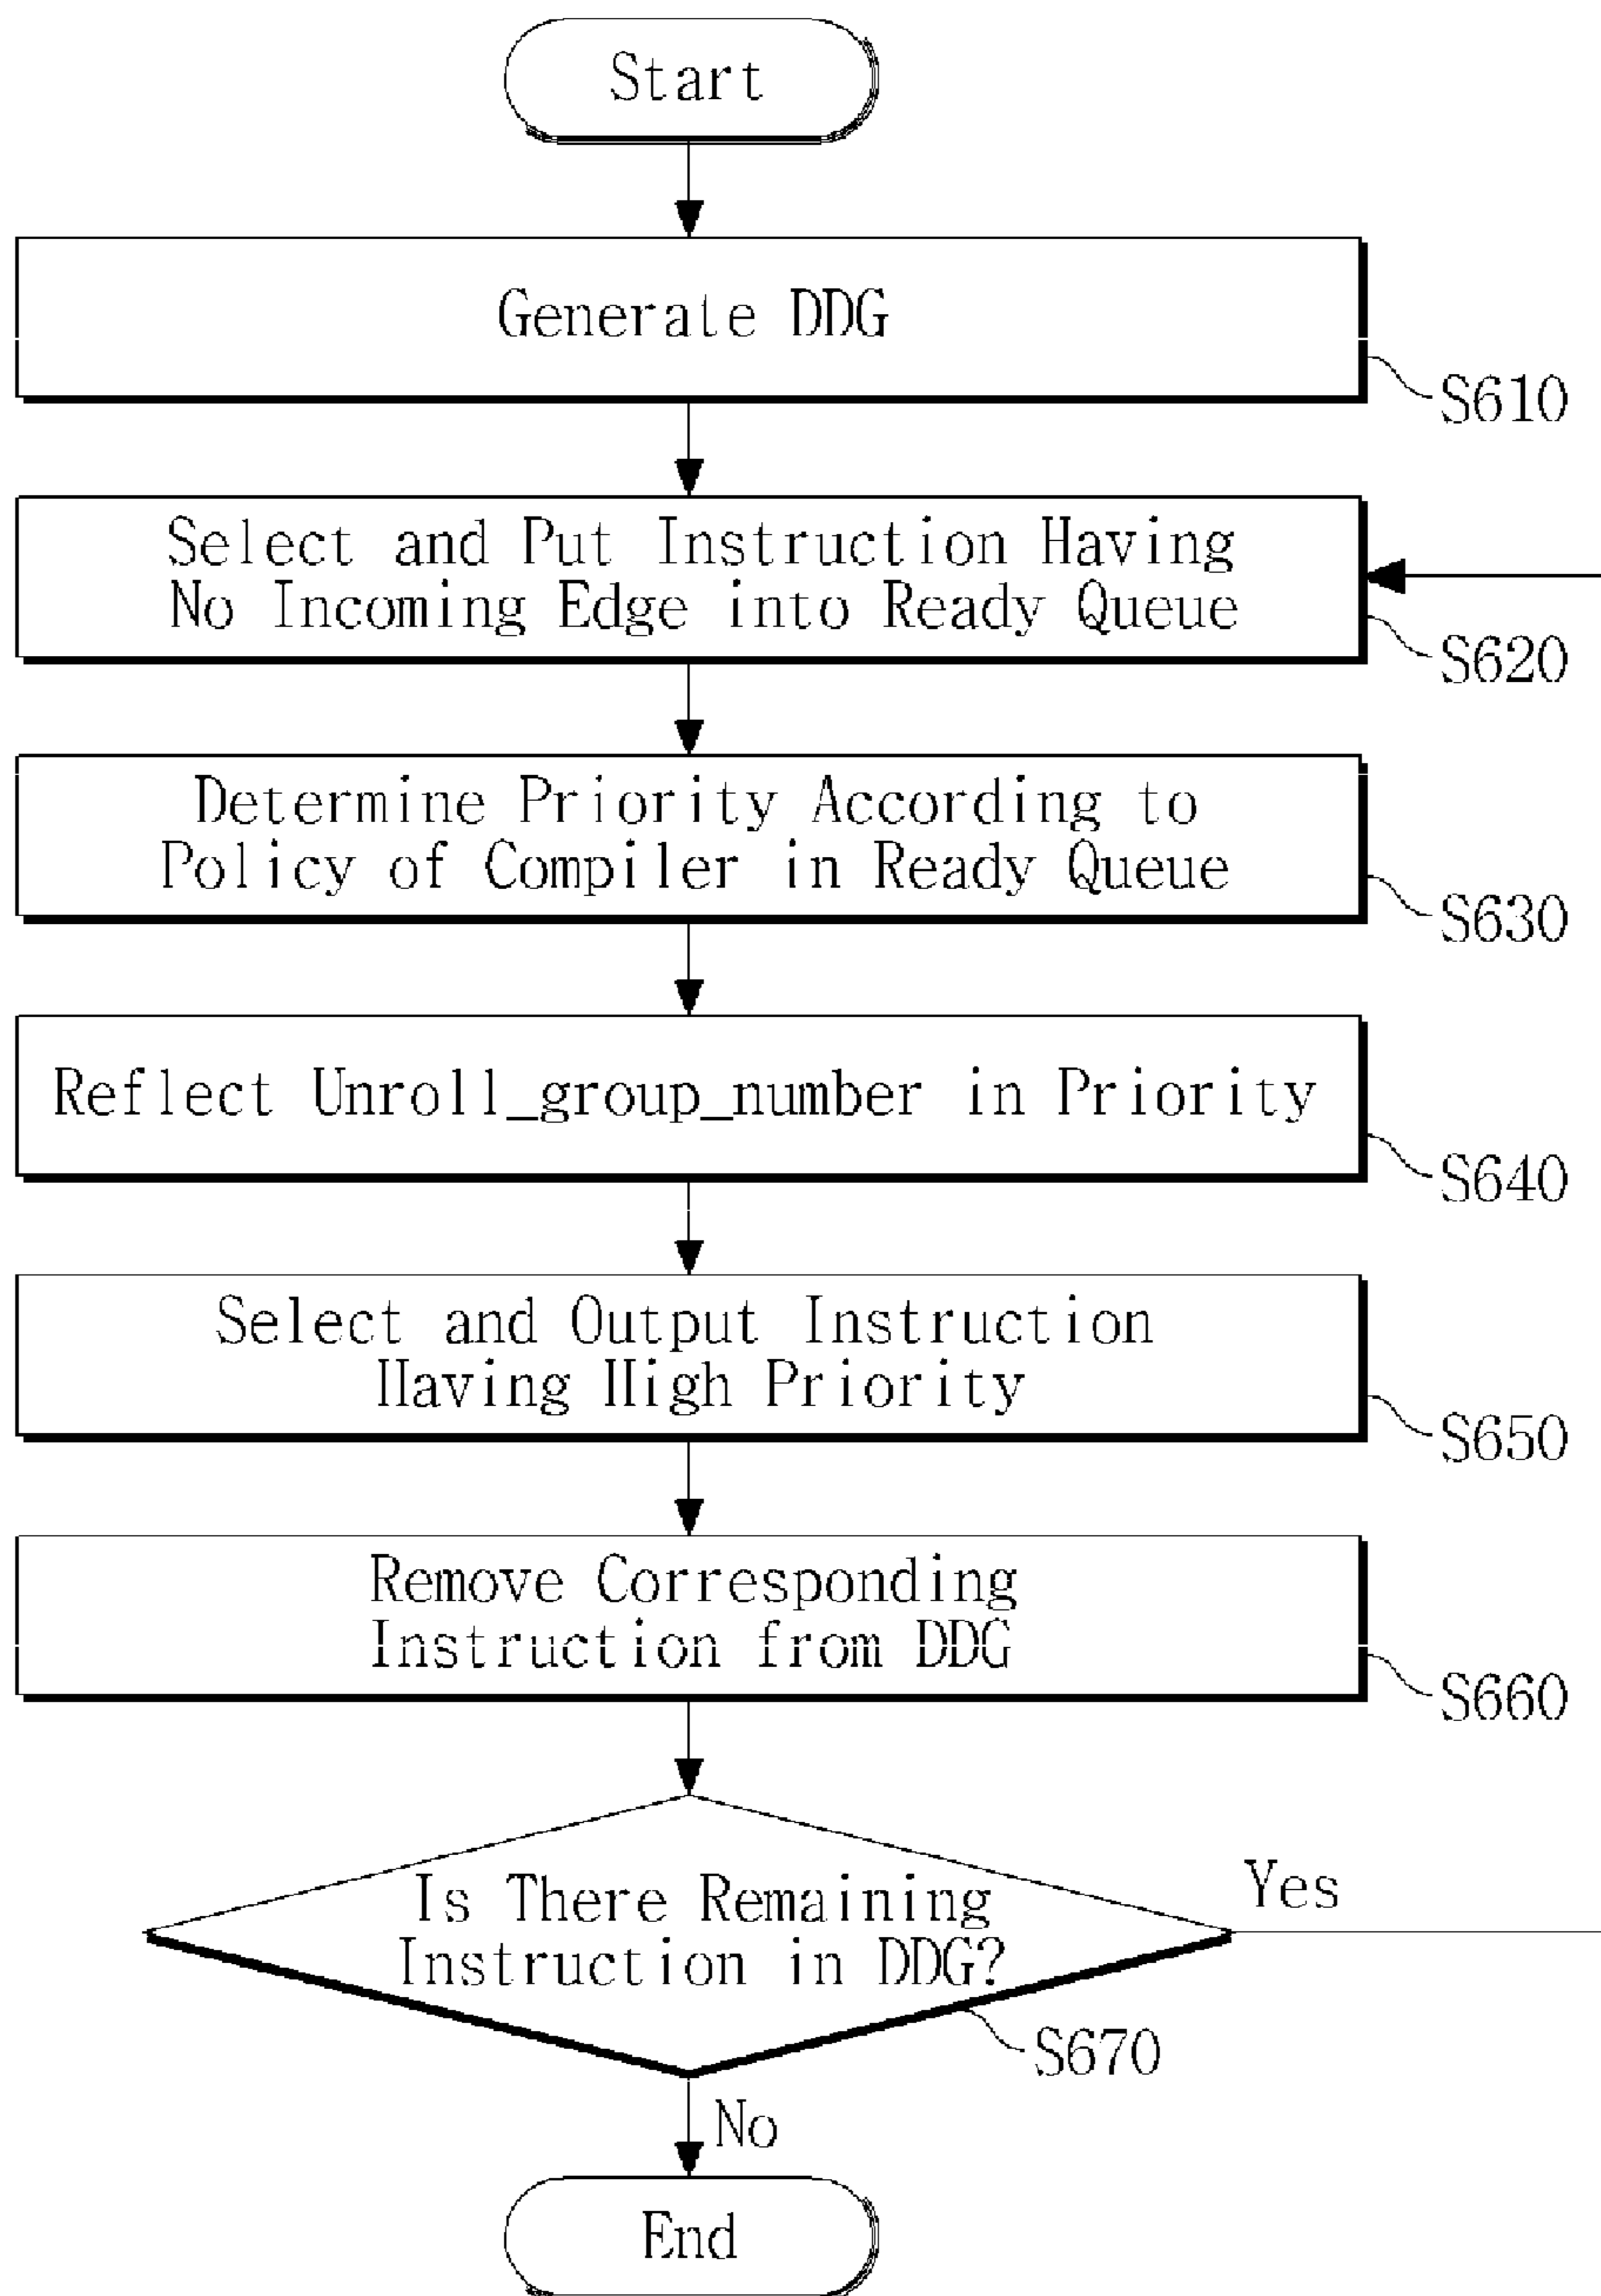 Start
Generate DDG
S610
Select and Put Instruction Having
No Incoming Edge into Ready Queue
S620
Determine Priority According to
Policy of Compiler in Ready Queue
S630
Reflect Unroll_group_number in Priority
S640
Select and Output Instruction
Having High Priority
S650
Remove Corresponding
Instruction from DDG
S660
Is There Remaining
Instruction in DDG?
Yes
S670
No
End